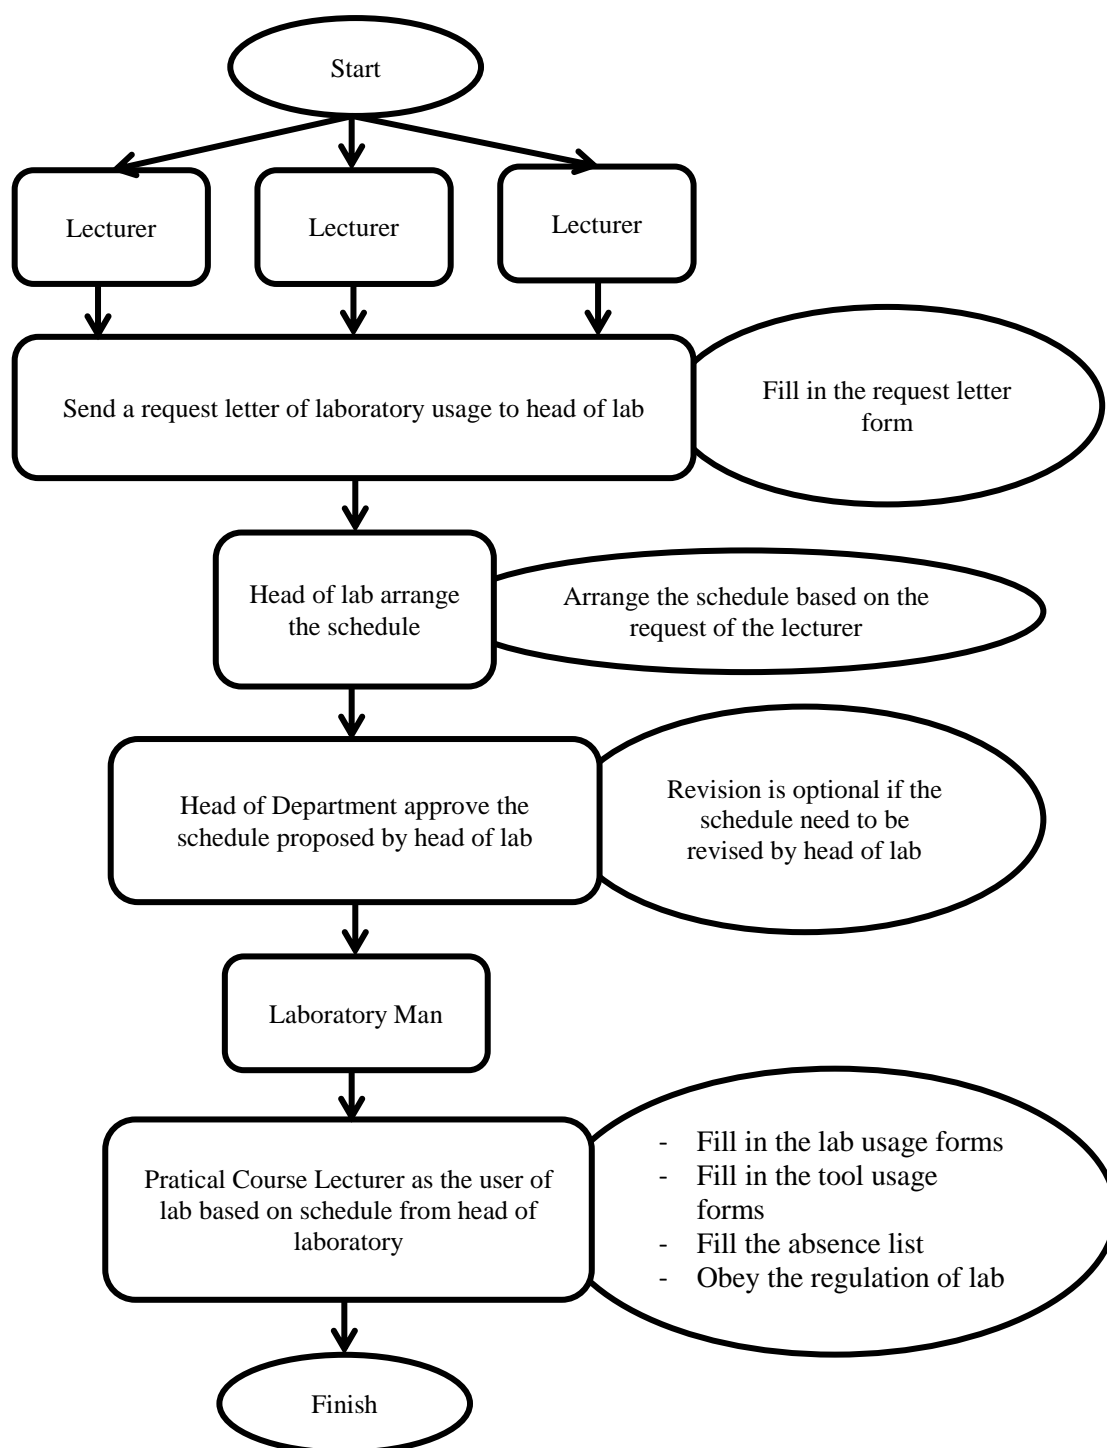 Start
Lecturer
Lecturer
Lecturer
Send a request letter of laboratory usage to head of lab
Fill in the request letter
form
Head of lab arrange
the schedule
Arrange the schedule based on the
request of the lecturer
Head of Department approve the
schedule proposed by head of lab
Revision is optional if the
schedule need to be
revised by head of lab
Laboratory Man
Pratical Course Lecturer as the user of
lab based on schedule from head of
laboratory
- Fill in the lab usage forms
- Fill in the tool usage
forms
- Fill the absence list
- Obey the regulation of lab
Finish